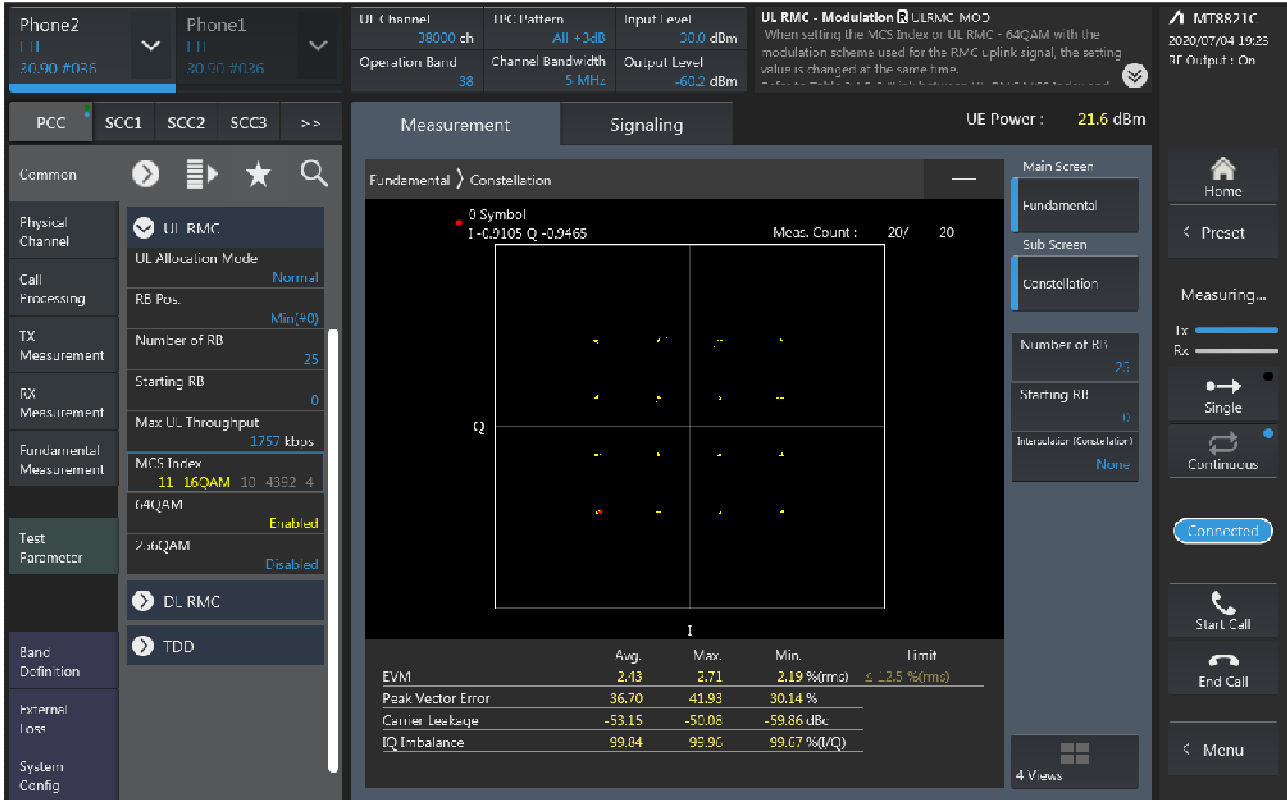 Phone2
LTE
30.90 #036
Phone1
LTE
30.90 #036
UL Channel
38000 ch
TPC Pattern
All +3dB
Input Level
30.0 dBm
Operation Band
38
Channel Bandwidth
5 MHz
Output Level
-60.2 dBm
UL RMC - Modulation R ULRMC_MOD
When setting the MCS Index or UL RMC - 64QAM with the
modulation scheme used for the RMC uplink signal, the setting
value is changed at the same time.
MT8821C
2020/07/04 19:23
RF Output : On
PCC
SCC1
SCC2
SCC3
>>
Measurement
Signaling
UE Power : 21.6 dBm
Common
Physical
Channel
Call
Processing
TX
Measurement
RX
Measurement
Fundamental
Measurement
Test
Parameter
Band
Definition
External
Loss
System
Config
UL RMC
UL Allocation Mode
Normal
RB Pos.
Min(#0)
Number of RB
25
Starting RB
0
Max UL Throughput
1757 kbps
MCS Index
11 16QAM 10 4392 4
64QAM
Enabled
256QAM
Disabled
DL RMC
TDD
Fundamental > Constellation
0 Symbol
I -0.9105 Q -0.9465
Meas. Count : 20/ 20
Q
I
Avg. Max. Min. Limit
EVM 2.43 2.71 2.19 %(rms) ≤ 12.5 %(rms)
Peak Vector Error 36.70 41.93 30.14 %
Carrier Leakage -53.15 -50.08 -59.86 dBc
IQ Imbalance 99.84 99.96 99.67 %(I/Q)
Main Screen
Fundamental
Sub Screen
Constellation
Number of RB
25
Starting RB
0
Interpolation (Constellation)
None
4 Views
Home
< Preset
Measuring...
Tx
Rx
Single
Continuous
Connected
Start Call
End Call
< Menu